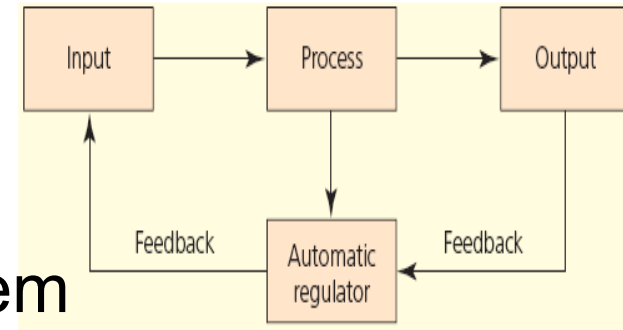 Input
Process
Output
Feedback
Automatic
regulator
Feedback
em